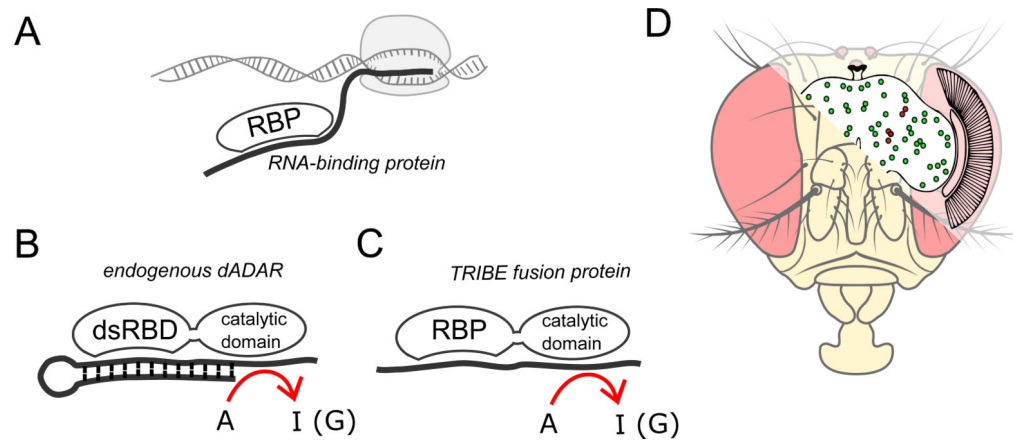 A
RBP
RNA-binding protein
B
endogenous dADAR
dsRBD
catalytic
domain
A
I (G)
C
TRIBE fusion protein
RBP
catalytic
domain
A
I (G)
D